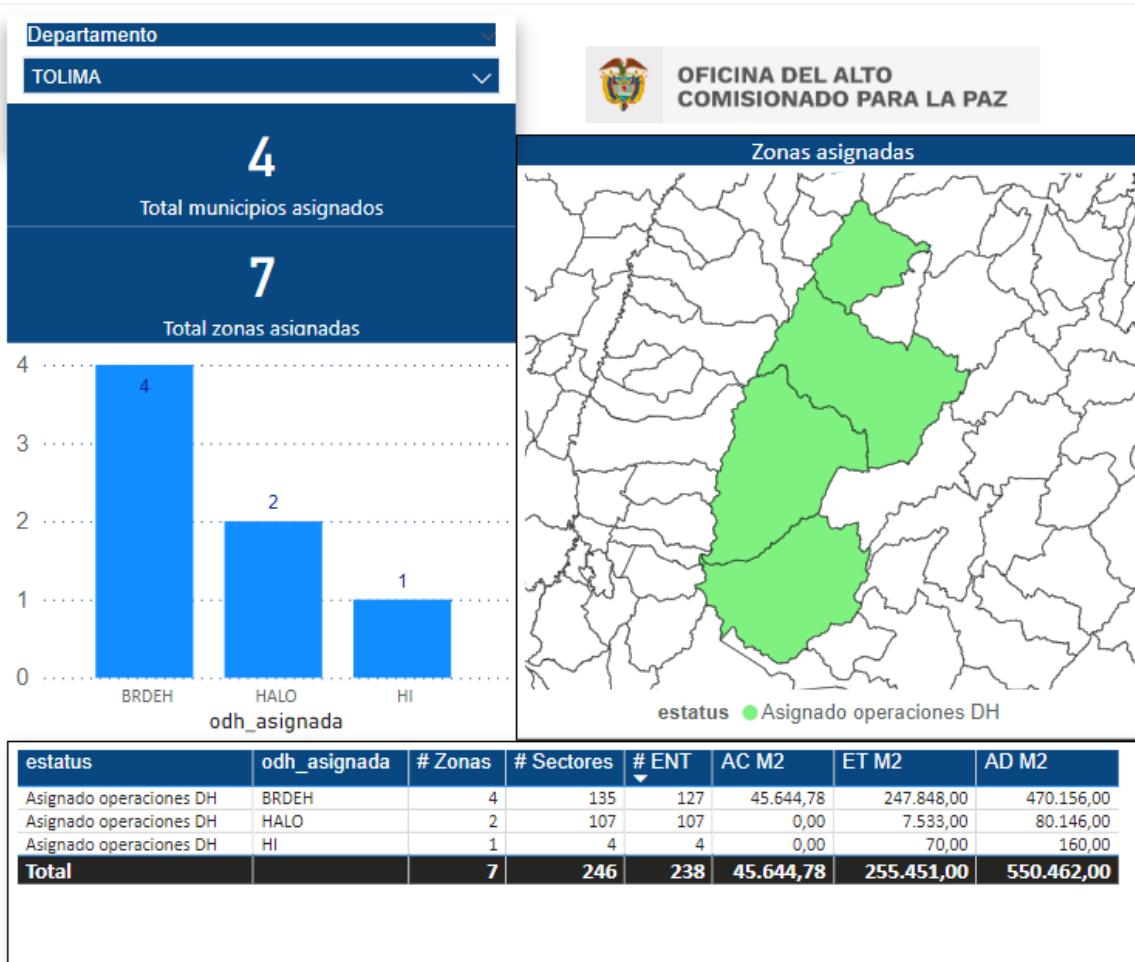 Departamento
TOLIMA
OFICINA DEL ALTO
COMISIONADO PARA LA PAZ
4
Total municipios asignados
7
Total zonas asignadas
Zonas asignadas
4
3
2
1
0
4
2
1
BRDEH HALO HI
odh_asignada
estatus Asignado operaciones DH
estatus odh_asignada # Zonas # Sectores # ENT AC M2 ET M2 AD M2
Asignado operaciones DH BRDEH 4 135 127 45.644,78 247.848,00 470.156,00
Asignado operaciones DH HALO 2 107 107 0,00 7.533,00 80.146,00
Asignado operaciones DH HI 1 4 4 0,00 70,00 160,00
Total 7 246 238 45.644,78 255.451,00 550.462,00